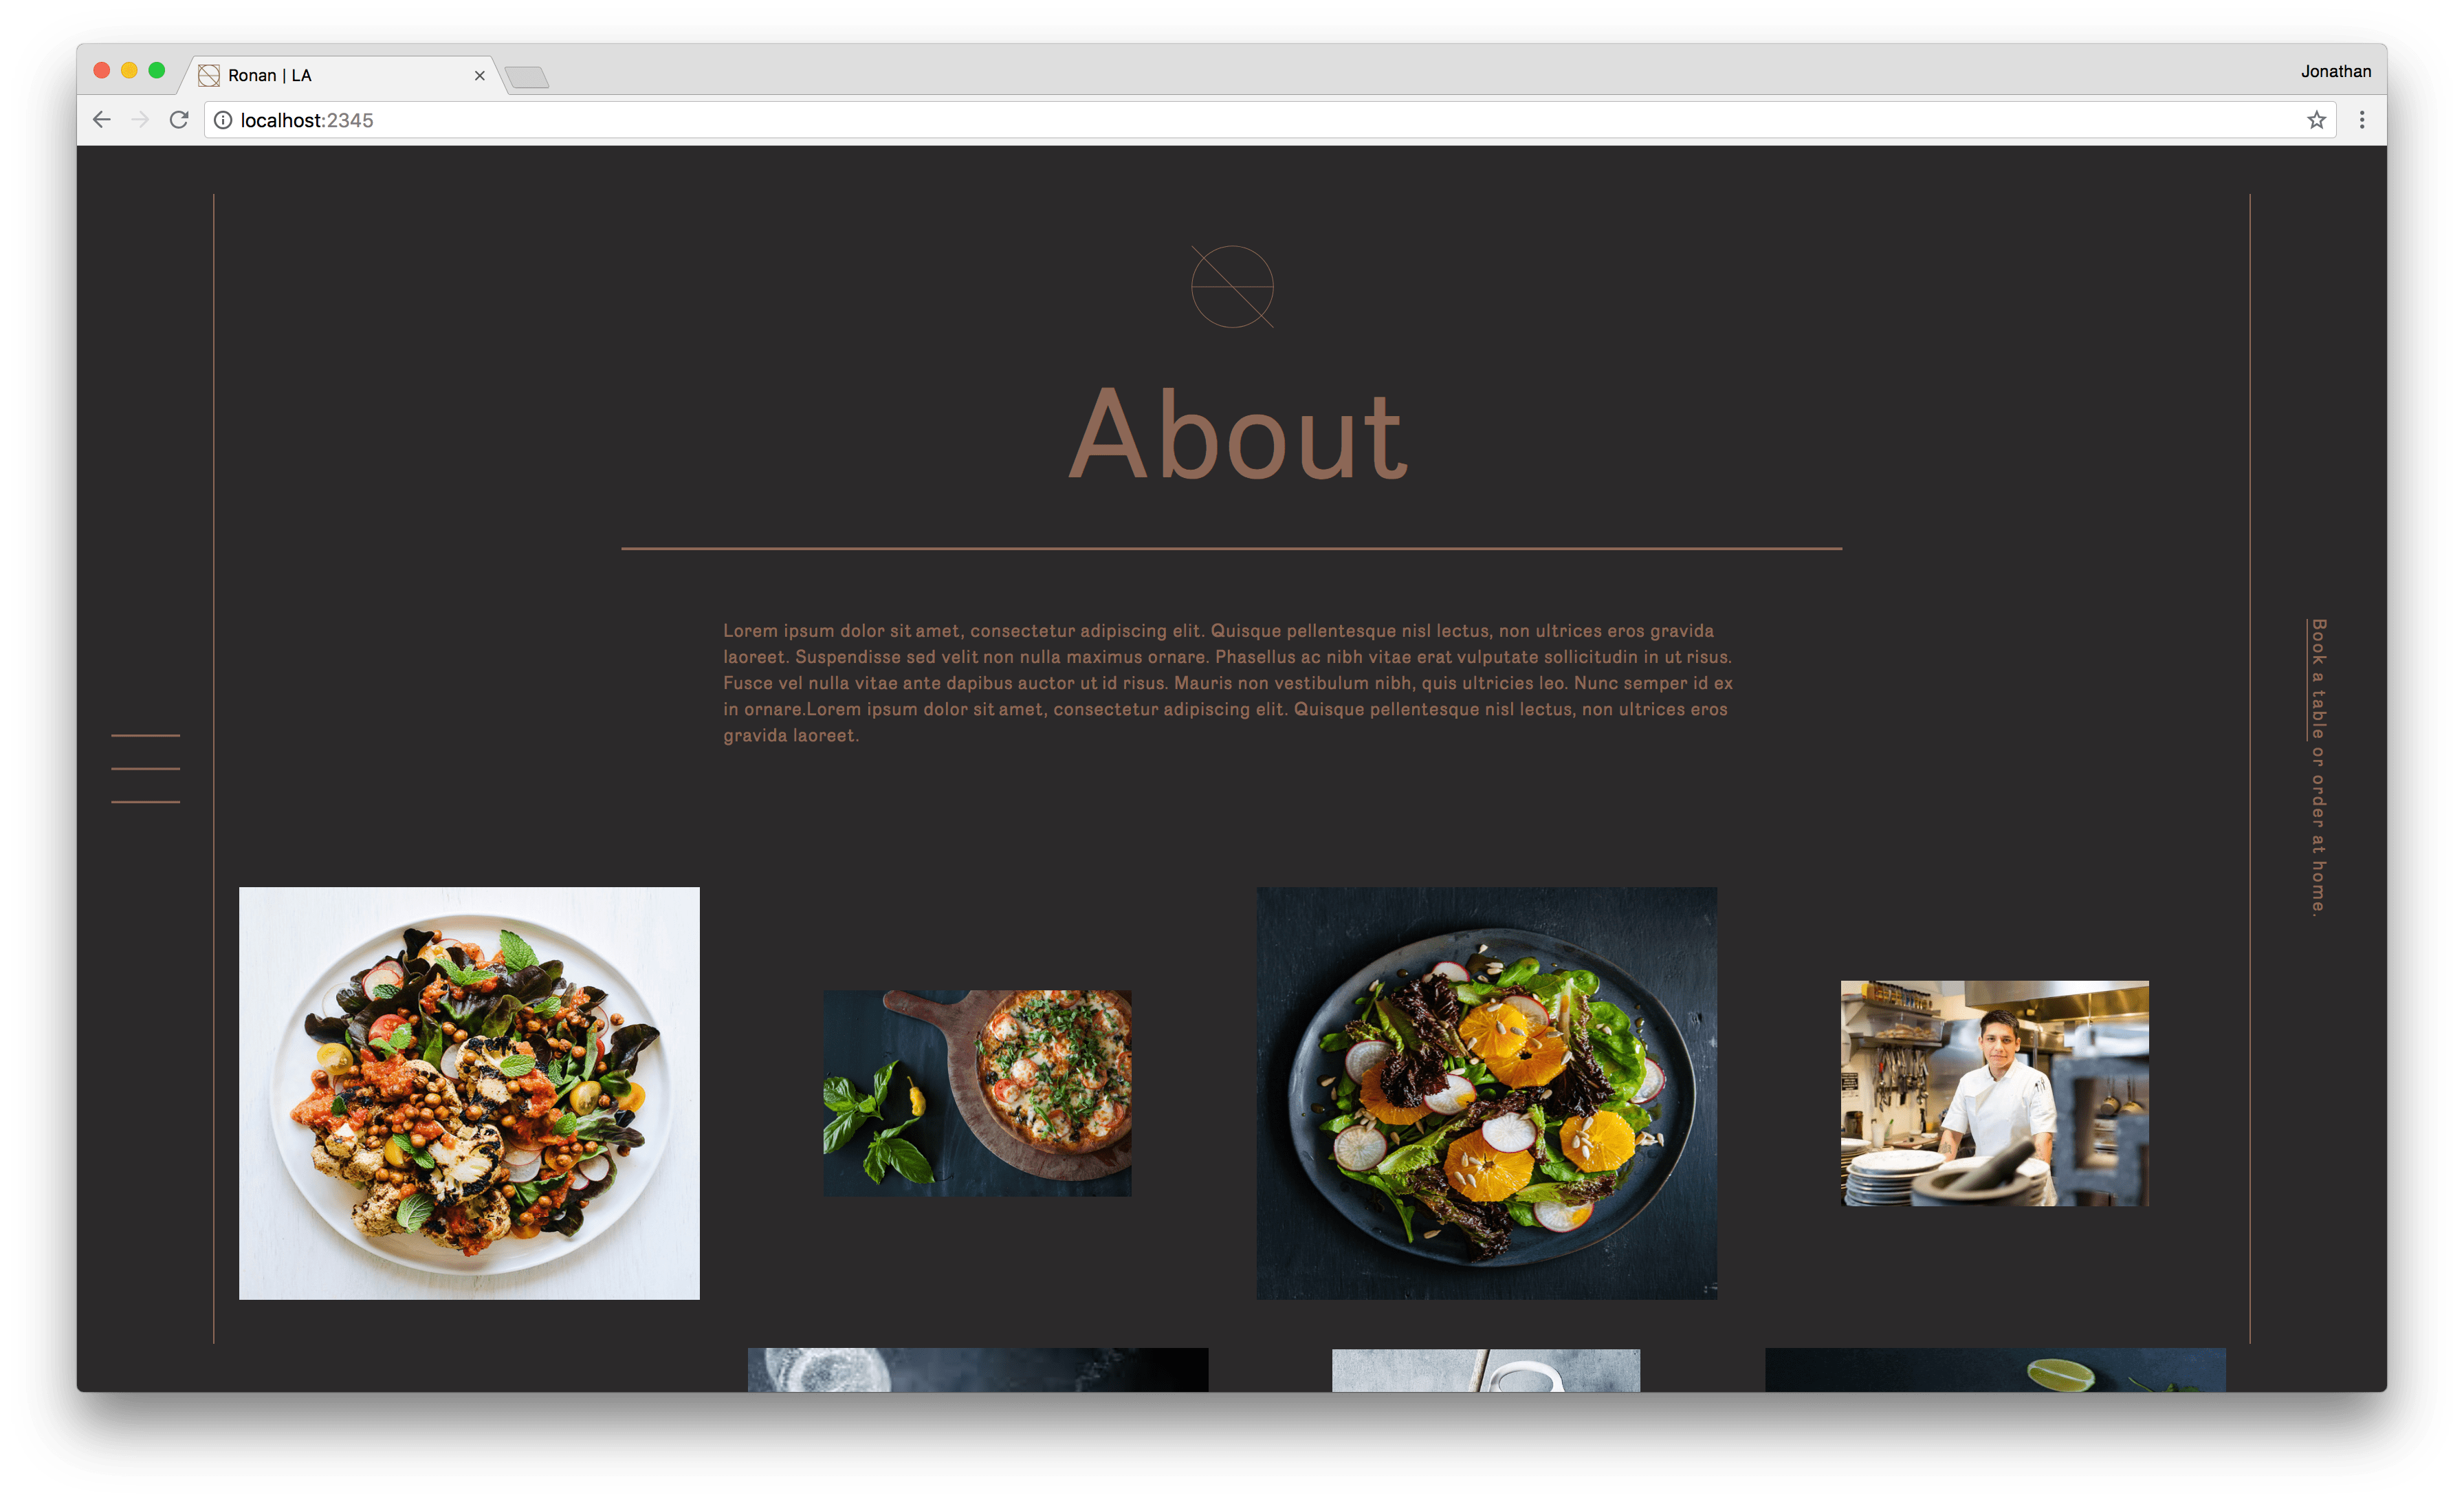 Ronan | LA
Jonathan
localhost:2345
About
Lorem ipsum dolor sit amet, consectetur adipiscing elit. Quisque pellentesque nisl lectus, non ultrices eros gravida
laoreet. Suspendisse sed velit non nulla maximus ornare. Phasellus ac nibh vitae erat vulputate sollicitudin in ut risus.
Fusce vel nulla vitae ante dapibus auctor ut id risus. Mauris non vestibulum nibh, quis ultricies leo. Nunc semper id ex
in ornare.Lorem ipsum dolor sit amet, consectetur adipiscing elit. Quisque pellentesque nisl lectus, non ultrices eros
gravida laoreet.
Book a table or order at home.